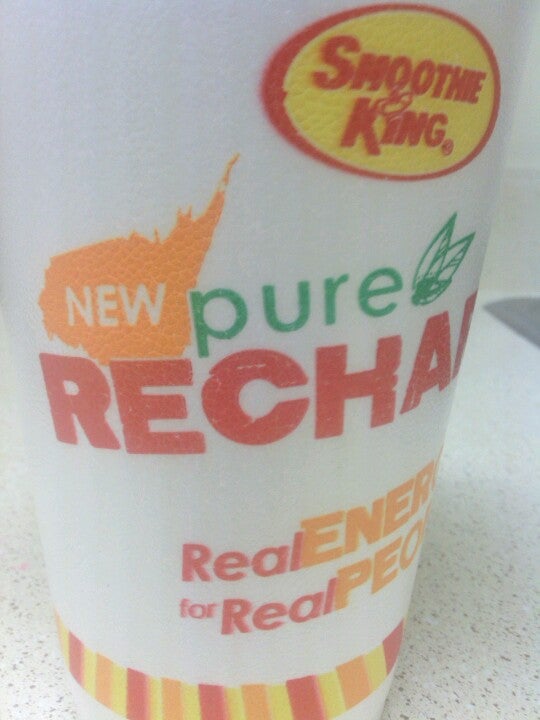 SMOOTHIE
KING®
NEW pure
RECHA
Real ENER
for Real PEO